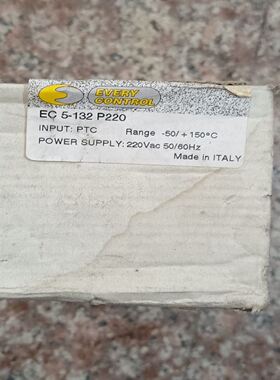 EVERY
CONTROL
EC 5-132 P220
INPUT: PTC Range -50/+150°C
POWER SUPPLY: 220Vac 50/60Hz
Made in ITALY